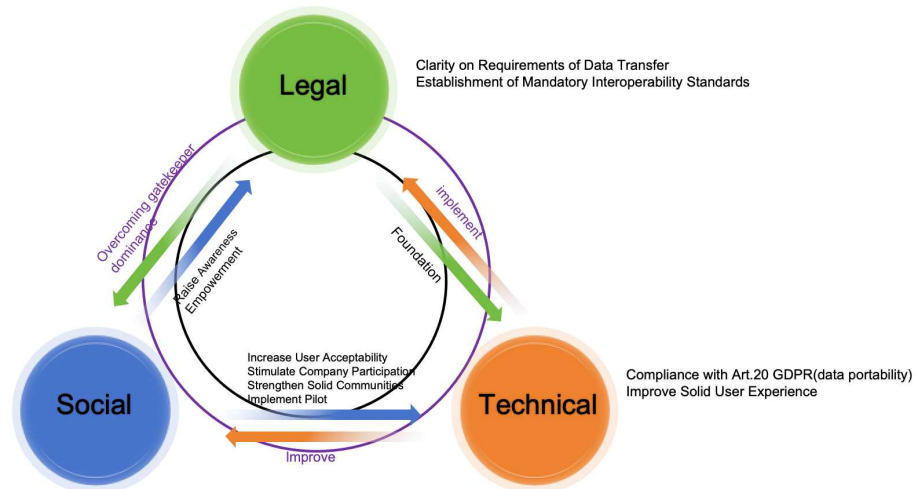 Legal
Clarity on Requirements of Data Transfer
Establishment of Mandatory Interoperability Standards
Overcoming gatekeeper
dominance
Raise Awareness
Empowerment
implement
Foundation
Increase User Acceptability
Stimulate Company Participation
Strengthen Solid Communities
Implement Pilot
Social
Technical
Compliance with Art.20 GDPR(data portability)
Improve Solid User Experience
Improve